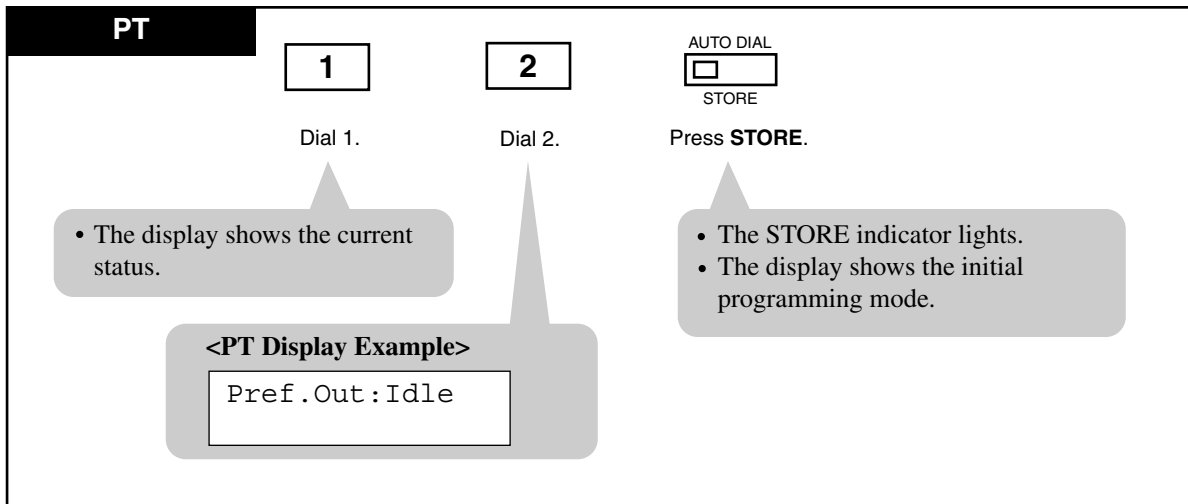 PT
1
2
AUTO DIAL
STORE
Dial 1.
Dial 2.
Press STORE.
• The display shows the current
status.
• The STORE indicator lights.
• The display shows the initial
programming mode.
<PT Display Example>
Pref.Out:Idle